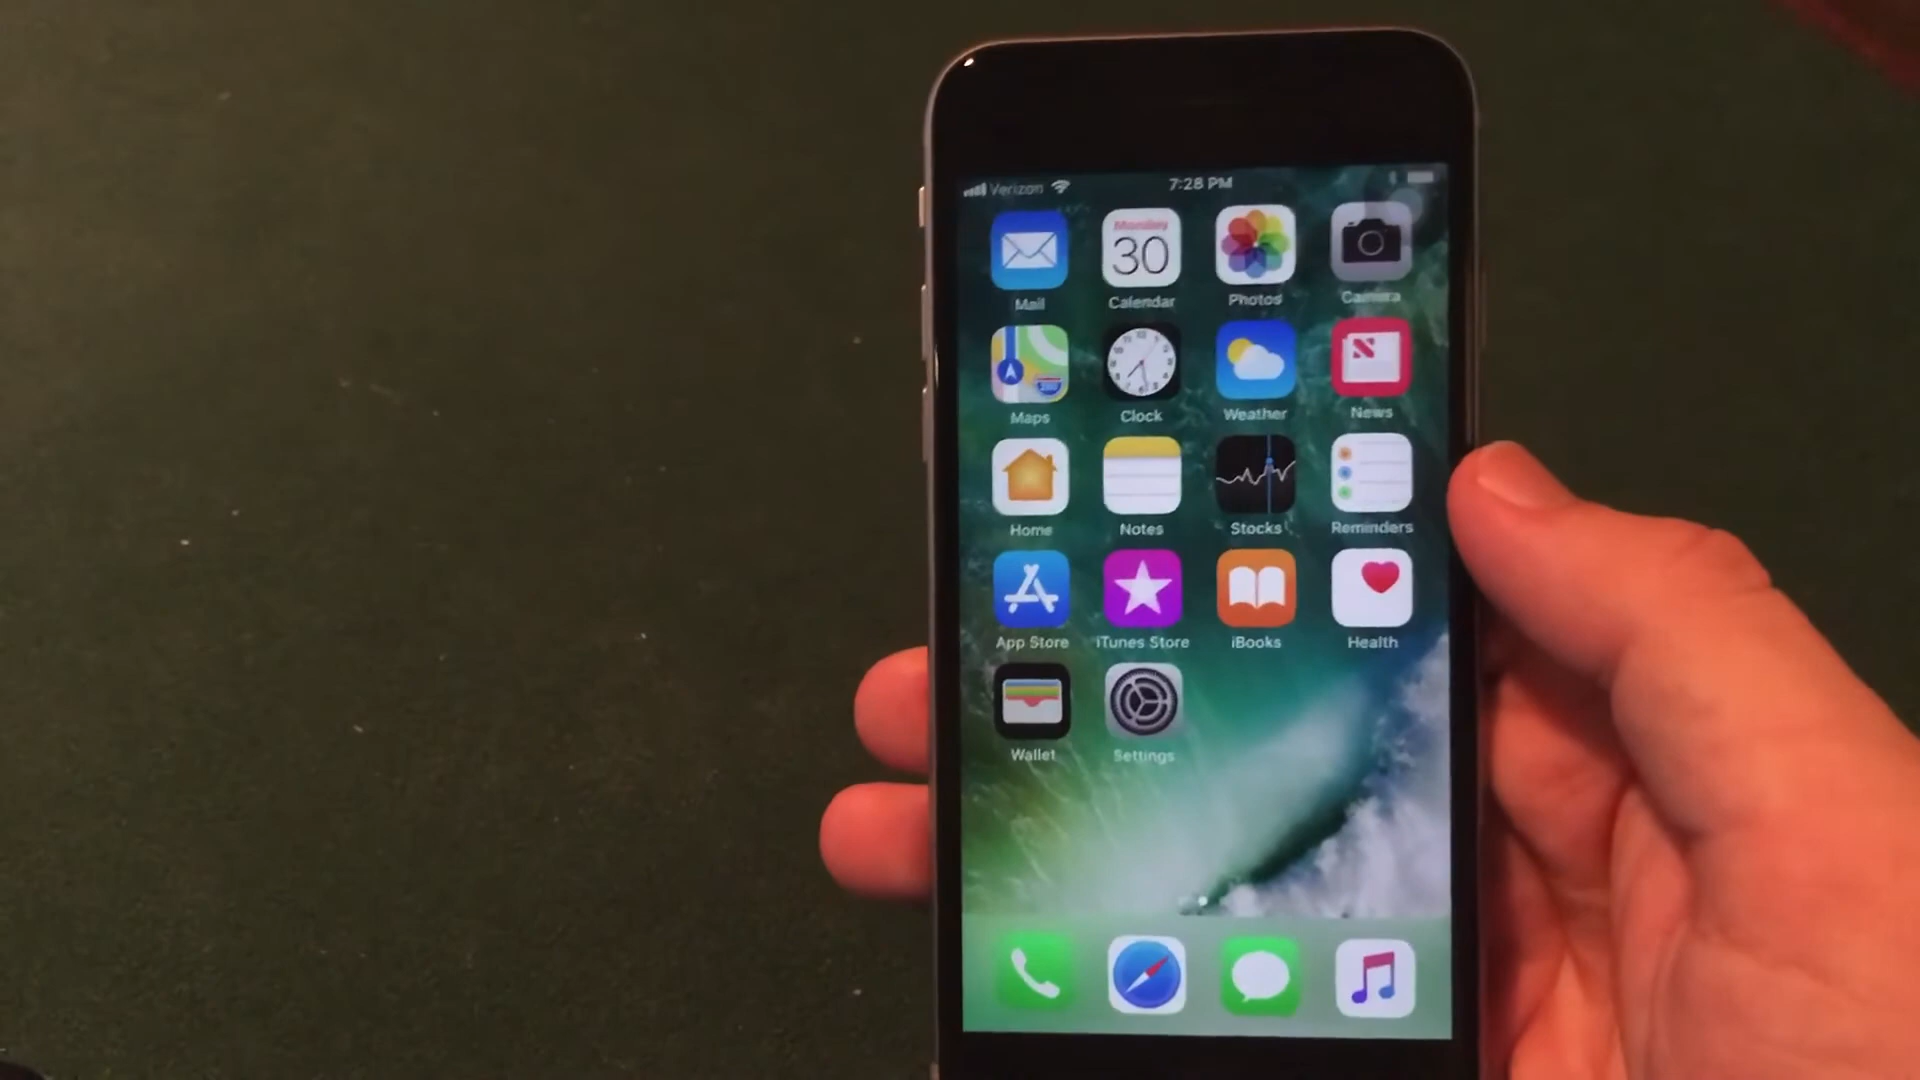 Verizon 7:28 PM
Monday
30
Mail Calendar Photos Camera
Maps Clock Weather News
Home Notes Stocks Reminders
App Store iTunes Store iBooks Health
Wallet Settings